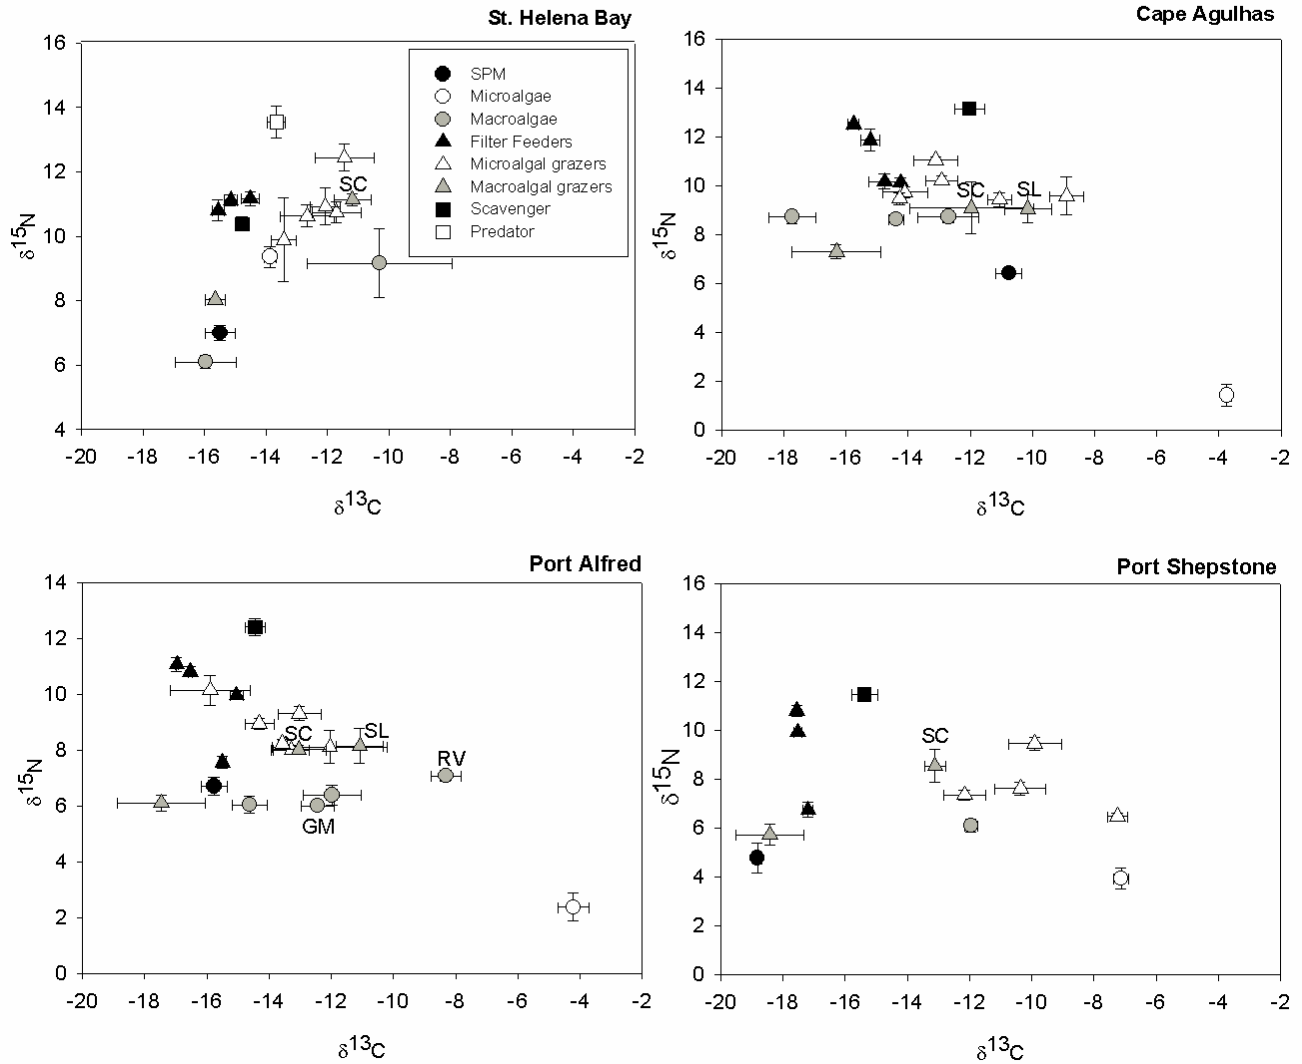 St. Helena Bay
16
14
12
10
8
6
4
δ15N
SPM
Microalgae
Macroalgae
Filter Feeders
Microalgal grazers
Macroalgal grazers
Scavenger
Predator
SC
-20 -18 -16 -14 -12 -10 -8 -6 -4 -2
δ13C
Cape Agulhas
16
14
12
10
8
6
4
2
0
δ15N
SC SL
-20 -18 -16 -14 -12 -10 -8 -6 -4 -2
δ13C
Port Alfred
14
12
10
8
6
4
2
0
δ15N
SC SL
RV
GM
-20 -18 -16 -14 -12 -10 -8 -6 -4 -2
δ13C
Port Shepstone
16
14
12
10
8
6
4
2
0
δ15N
SC
-20 -18 -16 -14 -12 -10 -8 -6 -4 -2
δ13C